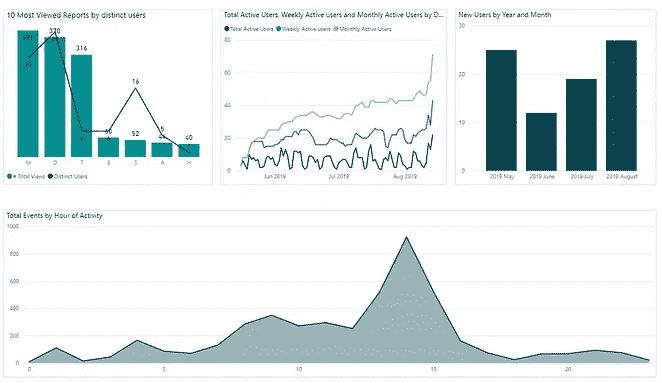 10 Most Viewed Reports by distinct users
391
320
316
33
16
60
52
5
40
M D T B S A H
# Total Views Distinct Users
Total Active Users, Weekly Active users and Monthly Active Users by D...
Total Active Users Weekly Active users Monthly Active Users
80
60
40
20
0
Jun 2019 Jul 2019 Aug 2019
New Users by Year and Month
30
20
10
0
2019 May 2019 June 2019 July 2019 August
Total Events by Hour of Activity
1000
800
600
400
200
0
0 5 10 15 20